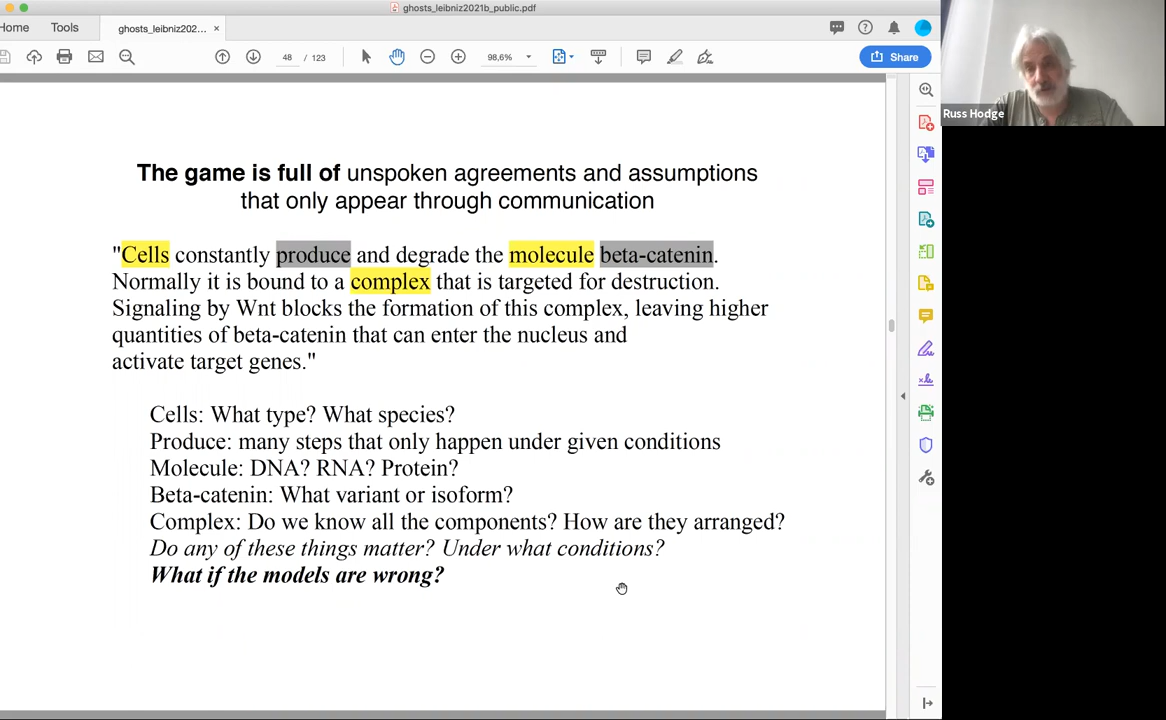 ghosts_leibniz2021b_public.pdf
Home
Tools
ghosts_leibniz202...
48 / 123
98,6%
Share
Russ Hodge
The game is full of unspoken agreements and assumptions
that only appear through communication
"Cells constantly produce and degrade the molecule beta-catenin.
Normally it is bound to a complex that is targeted for destruction.
Signaling by Wnt blocks the formation of this complex, leaving higher
quantities of beta-catenin that can enter the nucleus and
activate target genes."
Cells: What type? What species?
Produce: many steps that only happen under given conditions
Molecule: DNA? RNA? Protein?
Beta-catenin: What variant or isoform?
Complex: Do we know all the components? How are they arranged?
Do any of these things matter? Under what conditions?
What if the models are wrong?